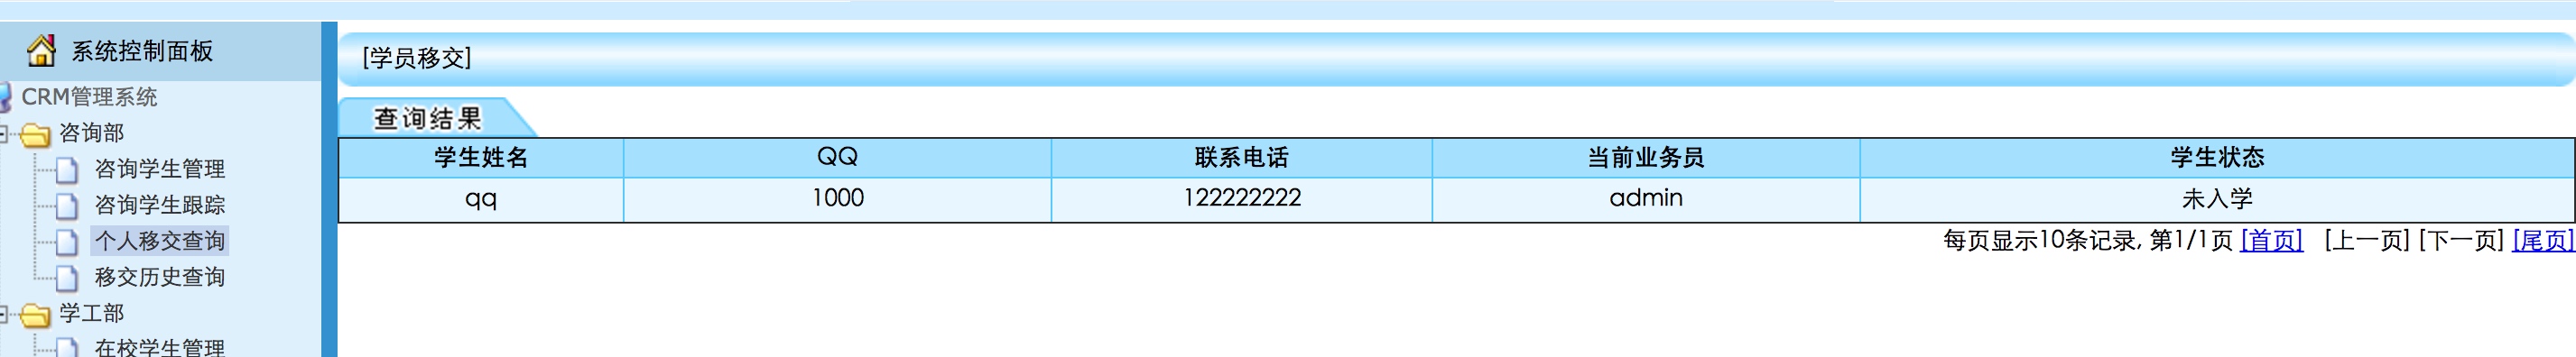 系统控制面板
CRM管理系统
咨询部
咨询学生管理
咨询学生跟踪
个人移交查询
移交历史查询
学工部
在校学生管理
[学员移交]
查询结果
学生姓名 QQ 联系电话 当前业务员 学生状态
qq 1000 122222222 admin 未入学
每页显示10条记录, 第1/1页 [首页] [上一页] [下一页] [尾页]